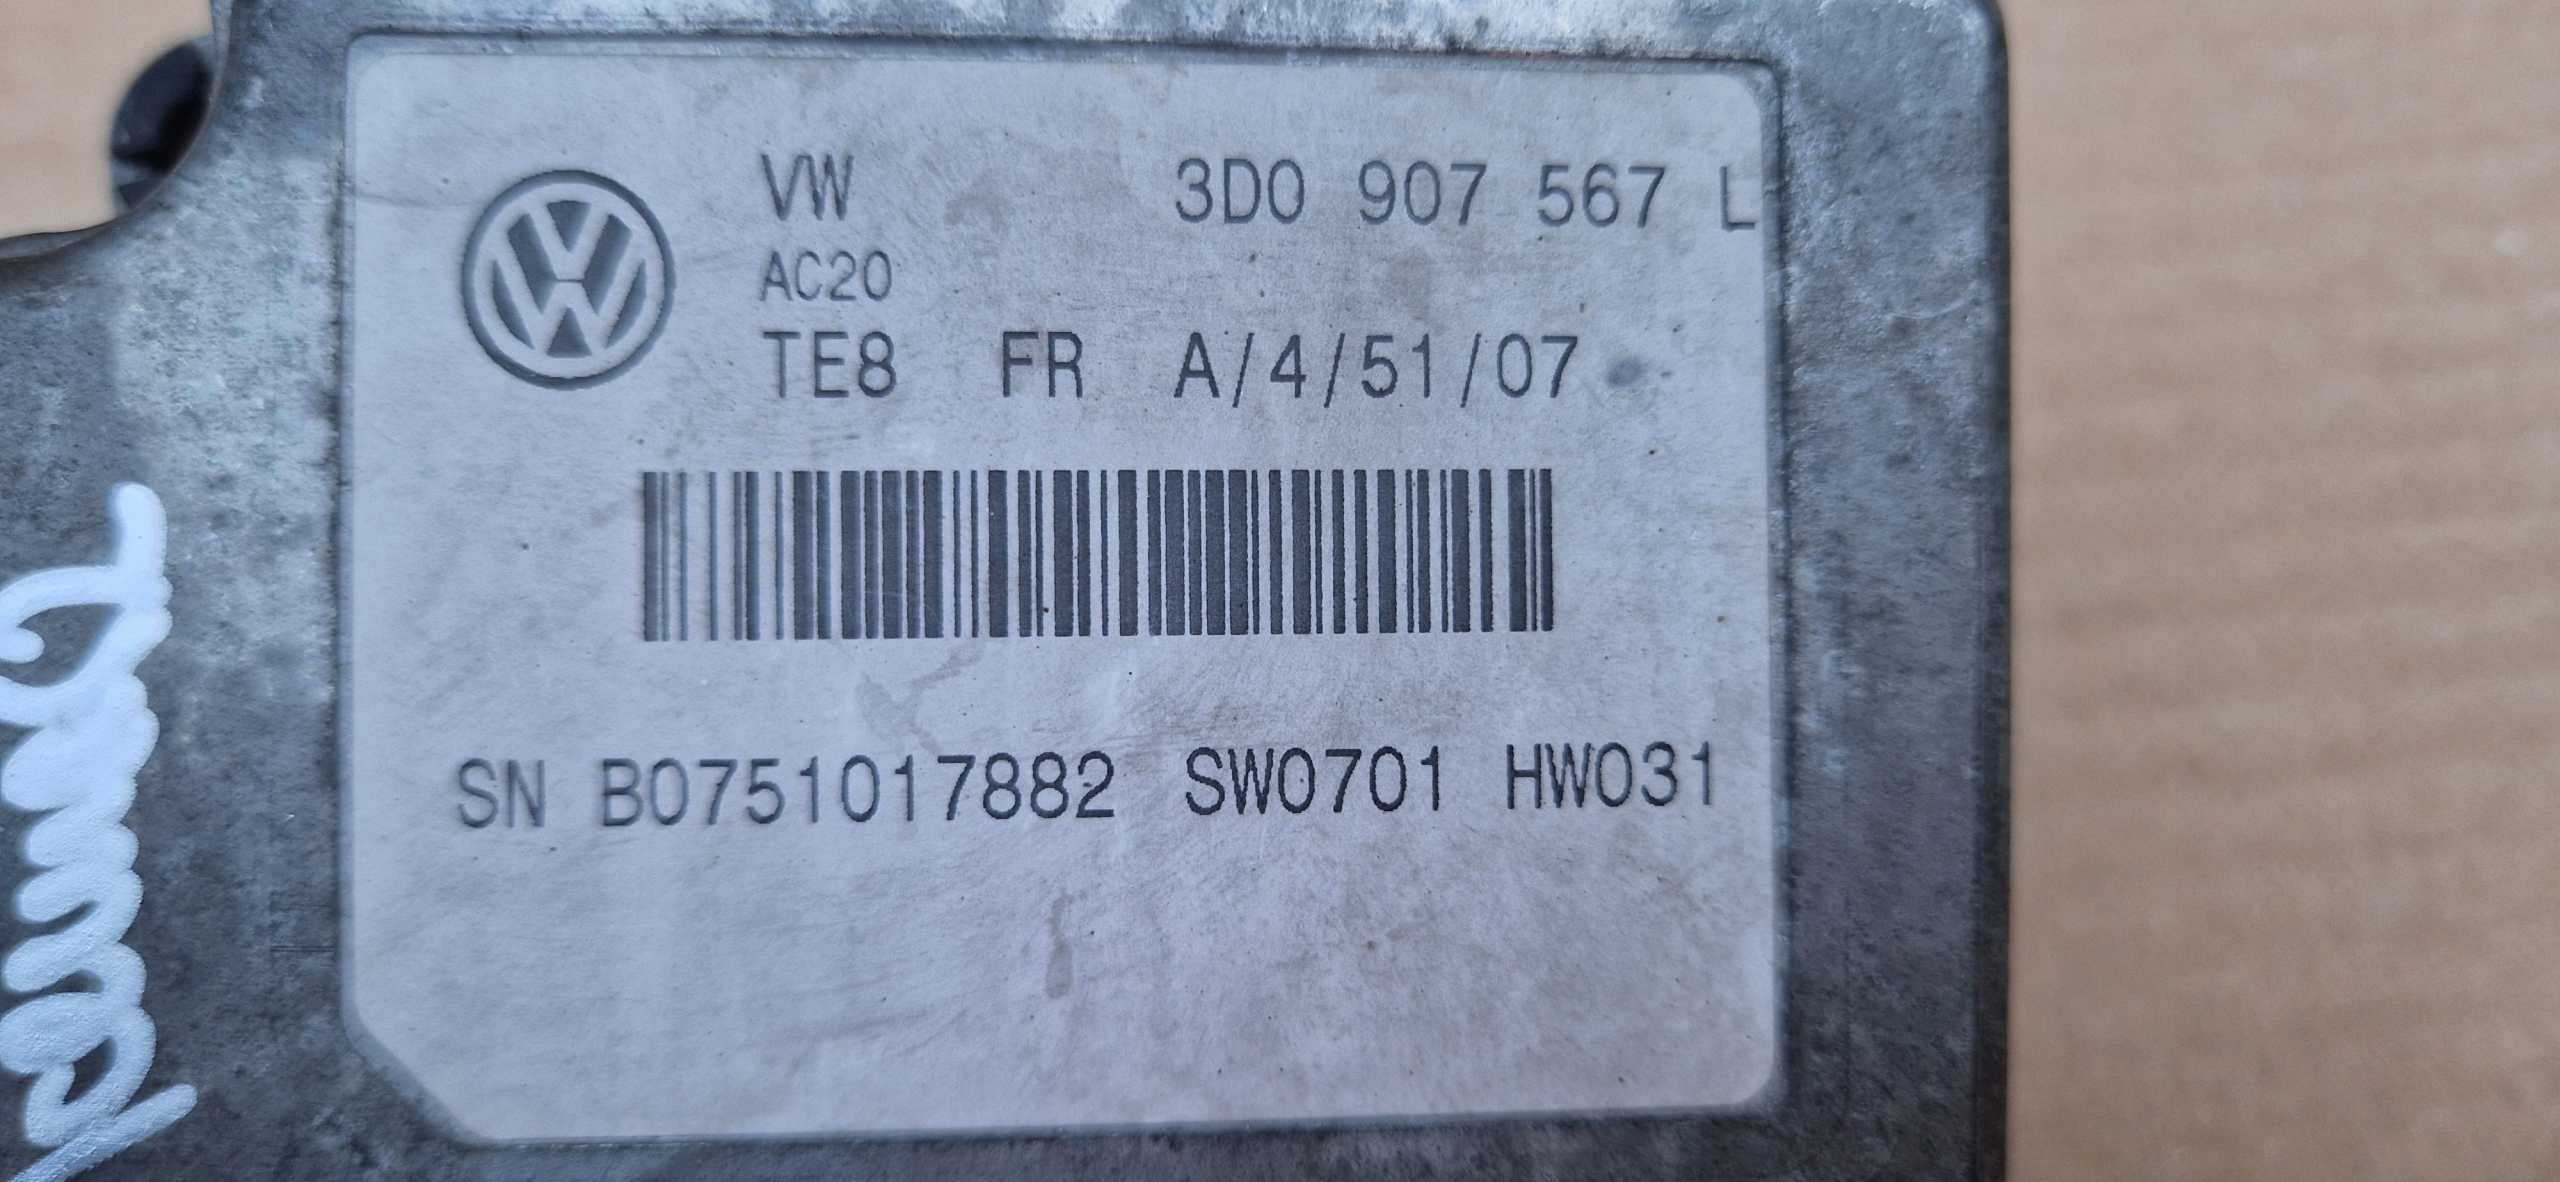 VW 3D0 907 567 L
AC20
TE8 FR A/4/51/07
SN B0751017882 SW0701 HW031